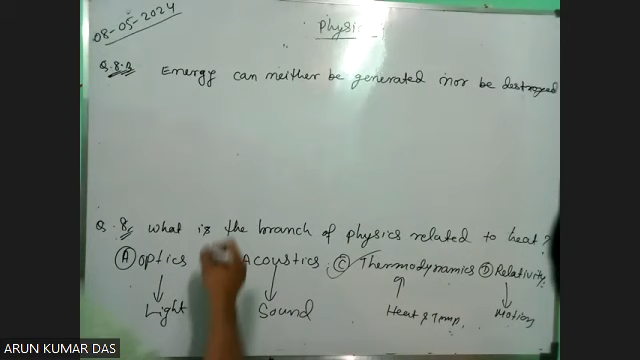 08-05-2024
Physics
Energy can neither be generated nor be destroyed
Q.8. What is the branch of physics related to heat?
A Optics Acoustics C Thermodynamics D Relativity
Light Sound Heat & Temp. Motion
ARUN KUMAR DAS